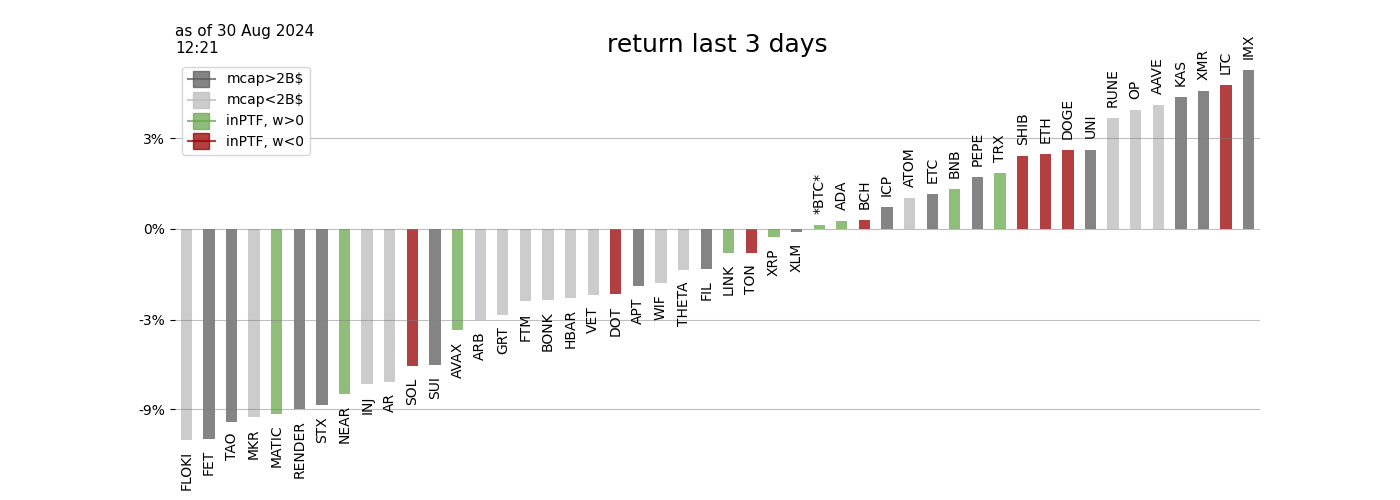 as of 30 Aug 2024
12:21
return last 3 days
mcap>2B$
mcap<2B$
inPTF, w>0
inPTF, w<0
3%
0%
-3%
-9%
FLOKI
FET
TAO
MKR
MATIC
RENDER
STX
NEAR
INJ
AR
SOL
SUI
AVAX
ARB
GRT
FTM
BONK
HBAR
VET
DOT
APT
WIF
THETA
FIL
LINK
TON
XRP
XLM
*BTC*
ADA
BCH
ICP
ATOM
ETC
BNB
PEPE
TRX
SHIB
ETH
DOGE
UNI
RUNE
OP
AAVE
KAS
XMR
LTC
IMX